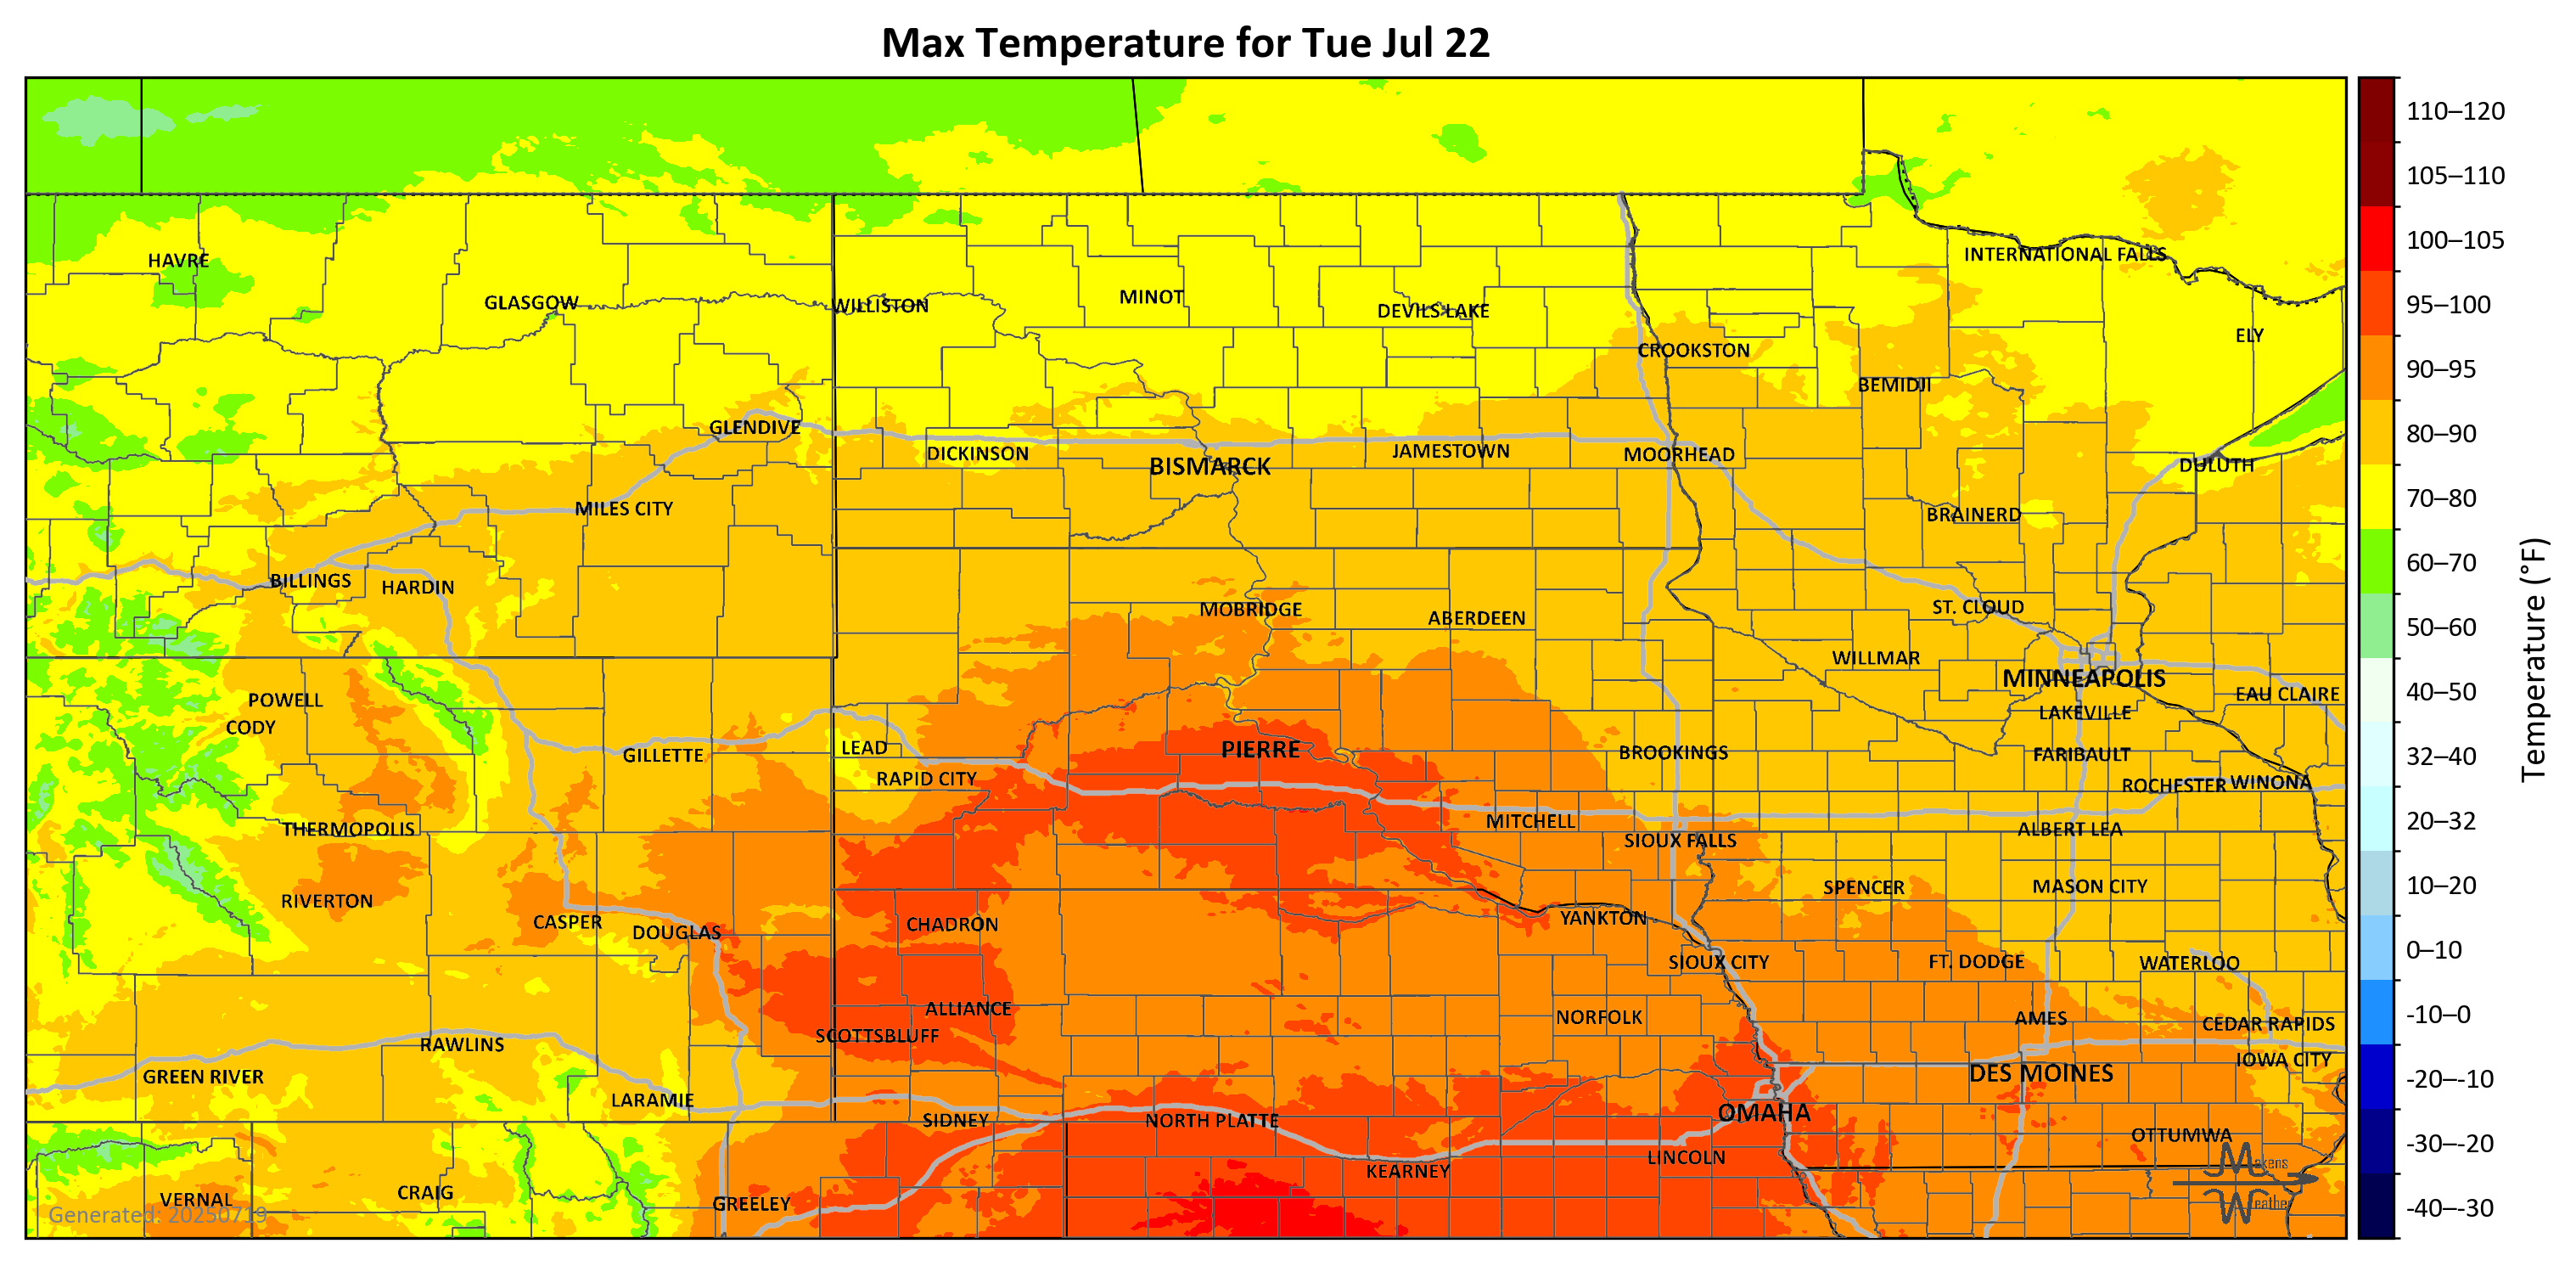 Max Temperature for Tue Jul 22
HAVRE
INTERNATIONAL FALLS
GLASGOW
WILLISTON
MINOT
DEVILS LAKE
ELY
CROOKSTON
BEMIDJI
GLENDIVE
DICKINSON
BISMARCK
JAMESTOWN
MOORHEAD
DULUTH
MILES CITY
BRAINERD
BILLINGS
HARDIN
MOBRIDGE
ABERDEEN
ST. CLOUD
WILLMAR
MINNEAPOLIS
POWELL
EAU CLAIRE
CODY
LAKEVILLE
GILLETTE
LEAD
PIERRE
BROOKINGS
FARIBAULT
RAPID CITY
ROCHESTER
WINONA
THERMOPOLIS
MITCHELL
SIOUX FALLS
ALBERT LEA
RIVERTON
SPENCER
MASON CITY
CASPER
DOUGLAS
CHADRON
YANKTON
SIOUX CITY
FT. DODGE
WATERLOO
ALLIANCE
NORFOLK
AMES
CEDAR RAPIDS
SCOTTSBLUFF
RAWLINS
IOWA CITY
GREEN RIVER
DES MOINES
LARAMIE
SIDNEY
NORTH PLATTE
OMAHA
OTTUMWA
LINCOLN
KEARNEY
VERNAL
CRAIG
GREELEY
Generated: 20250719
Makens
Weather
110–120
105–110
100–105
95–100
90–95
80–90
70–80
60–70
50–60
40–50
32–40
20–32
10–20
0–10
-10–0
-20–-10
-30–-20
-40–-30
Temperature (°F)